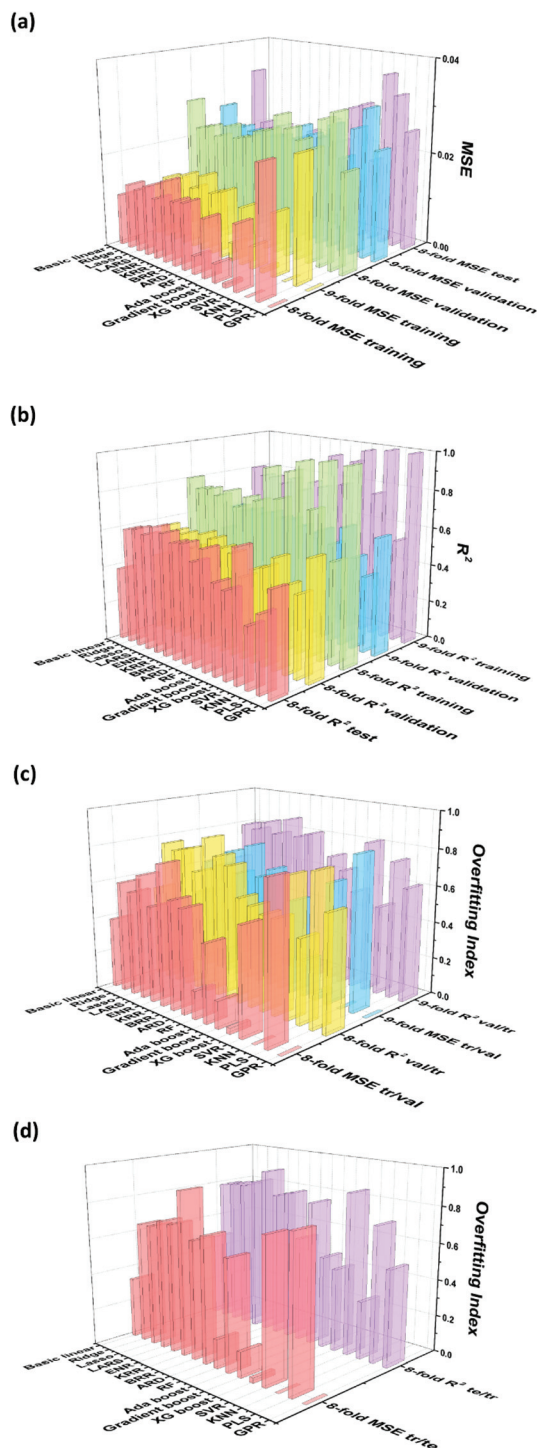 (a)
0.04
0.02
0.00
MSE
Basic linear
Ridge
Lasso
LARS
ENR
KRR
BRR
ARD
RF
Ada boost
Gradient boost
XG boost
SVR
KNN
PLS
GPR
8-fold MSE training
9-fold MSE training
8-fold MSE validation
9-fold MSE validation
8-fold MSE test
(b)
1.0
0.8
0.6
0.4
0.2
0.0
R²
Basic linear
Ridge
Lasso
LARS
ENR
KRR
BRR
ARD
RF
Ada boost
Gradient boost
XG boost
SVR
KNN
PLS
GPR
8-fold R² test
8-fold R² validation
8-fold R² training
9-fold R² validation
9-fold R² training
(c)
1.0
0.8
0.6
0.4
0.2
0.0
Overfitting Index
Basic linear
Ridge
Lasso
LARS
ENR
KRR
BRR
ARD
RF
Ada boost
Gradient boost
XG boost
SVR
KNN
PLS
GPR
8-fold MSE tr/val
8-fold R² val/tr
9-fold MSE tr/val
9-fold R² val/tr
(d)
1.0
0.8
0.6
0.4
0.2
0.0
Overfitting Index
Basic linear
Ridge
Lasso
LARS
ENR
KRR
BRR
ARD
RF
Ada boost
Gradient boost
XG boost
SVR
KNN
PLS
GPR
8-fold MSE tr/te
8-fold R² te/tr